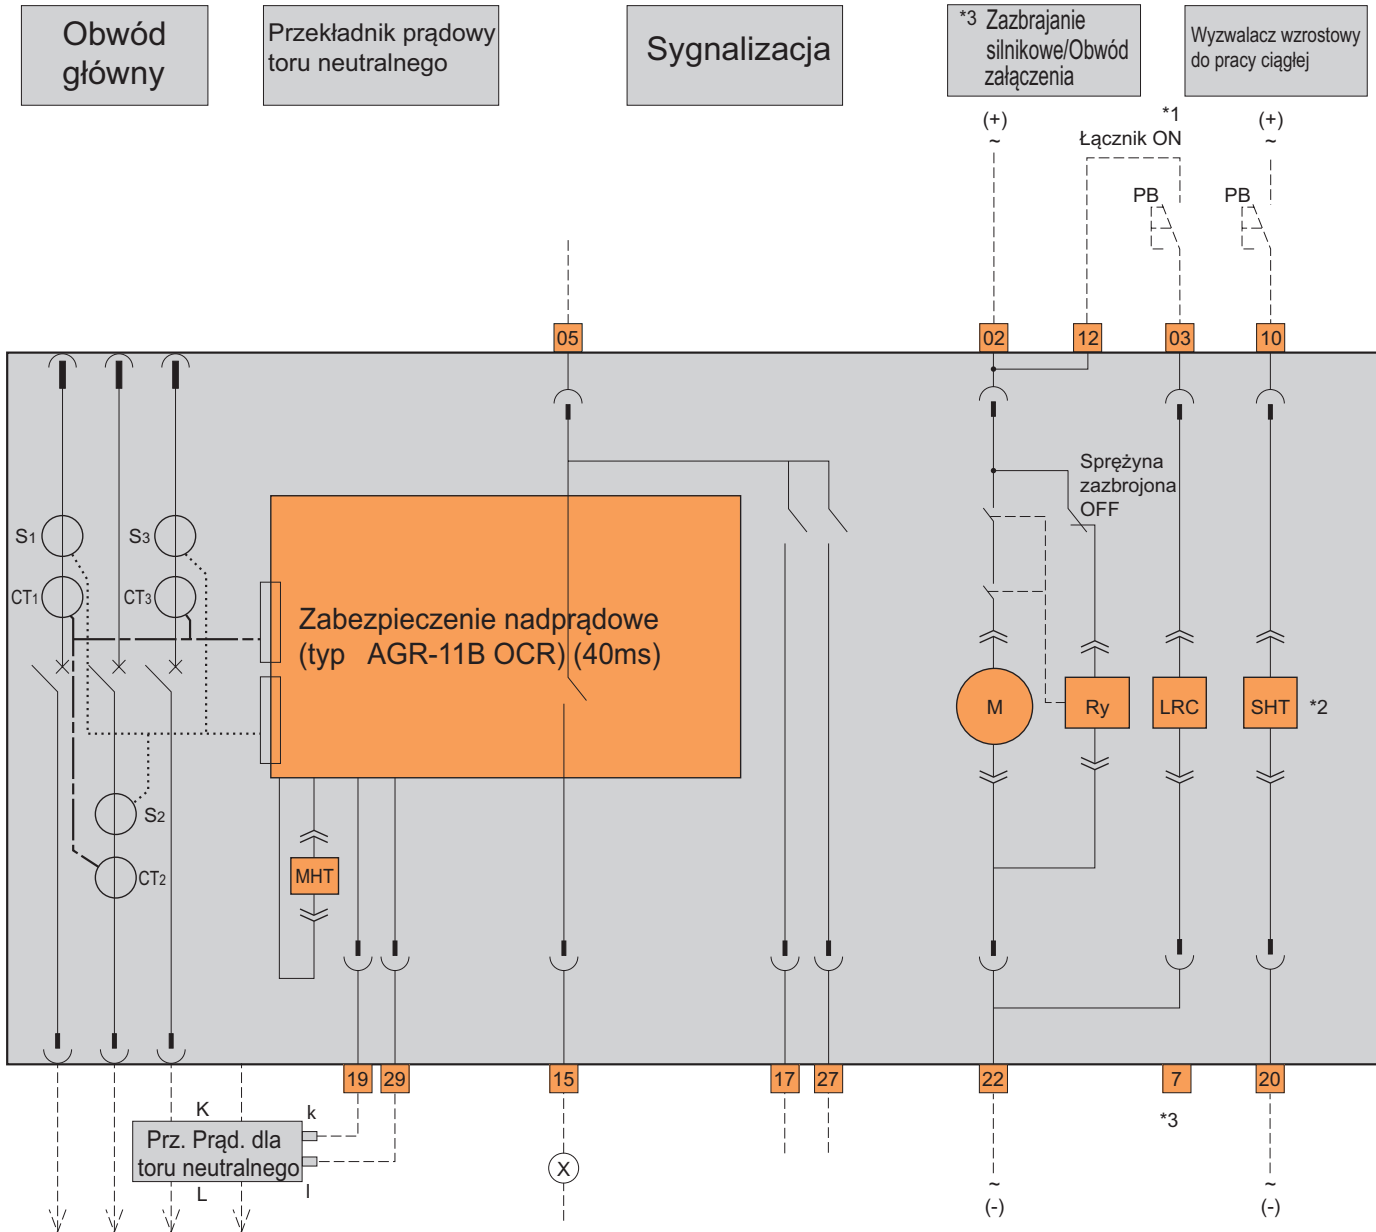 Obwód
główny
Przekładnik prądowy
toru neutralnego
Sygnalizacja
*3 Zazbrajanie
silnikowe/Obwód
załączenia
Wyzwalacz wzrostowy
do pracy ciągłej
(+)
~
*1
Łącznik ON
(+)
~
PB
PB
05
02
12
03
10
Sprężyna
zazbrojona
OFF
S1
S3
CT1
CT3
Zabezpieczenie nadprądowe
(typ AGR-11B OCR) (40ms)
M
Ry
LRC
SHT
*2
S2
CT2
MHT
19
29
15
17
27
22
7
20
K
k
Prz. Prąd. dla
toru neutralnego
L
l
X
*3
~
(-)
~
(-)